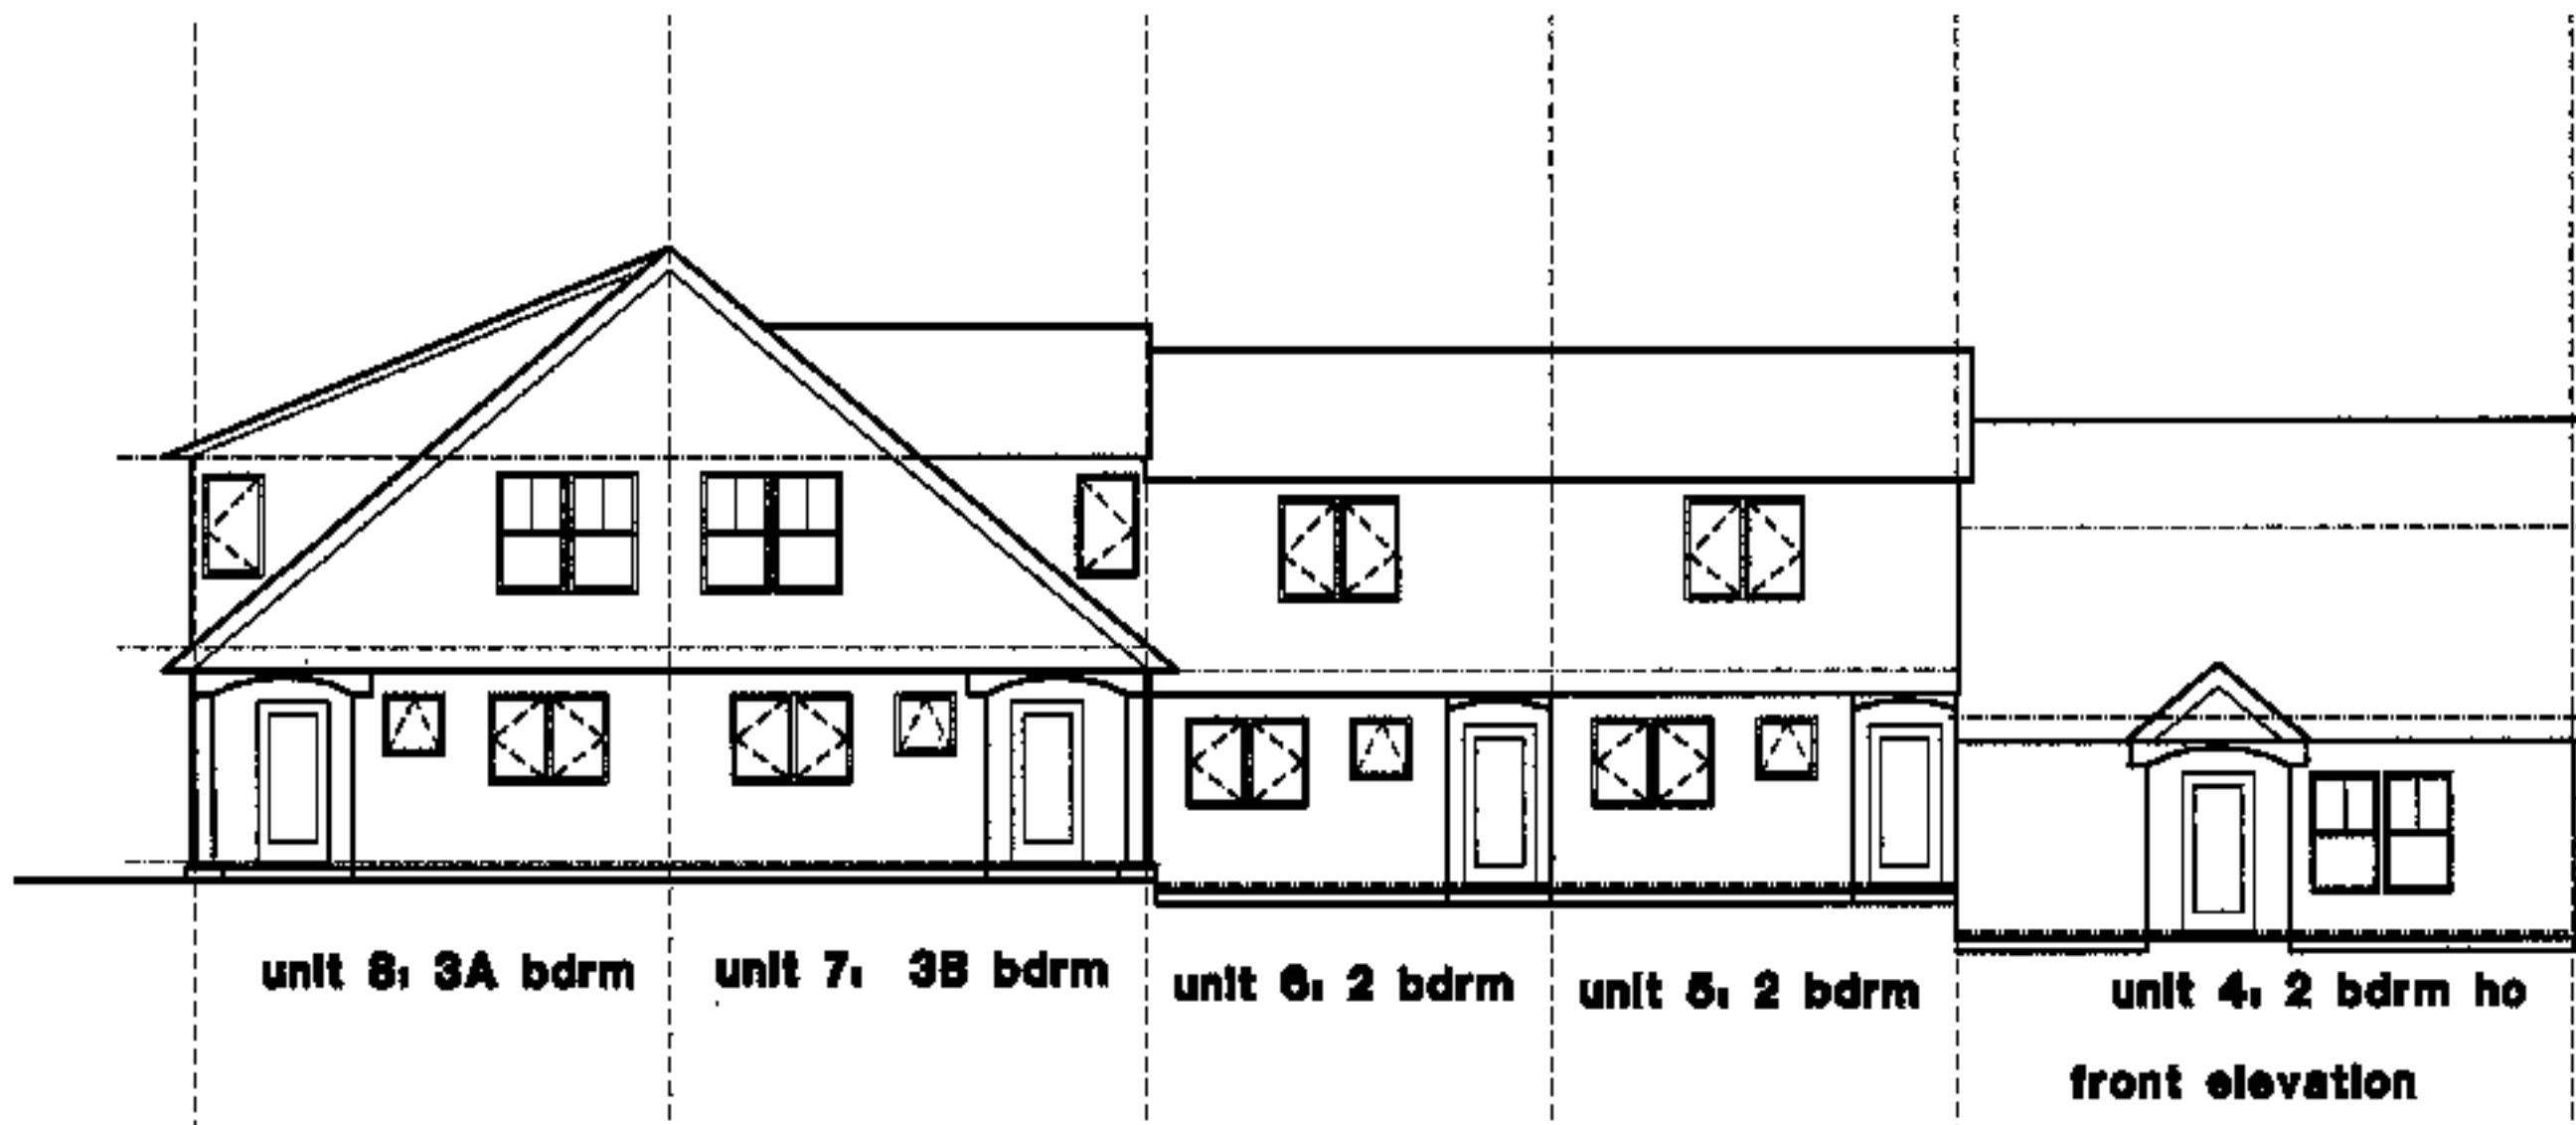 unit 8: 3A bdrm
unit 7: 3B bdrm
unit 6: 2 bdrm
unit 5: 2 bdrm
unit 4: 2 bdrm ho
front elevation